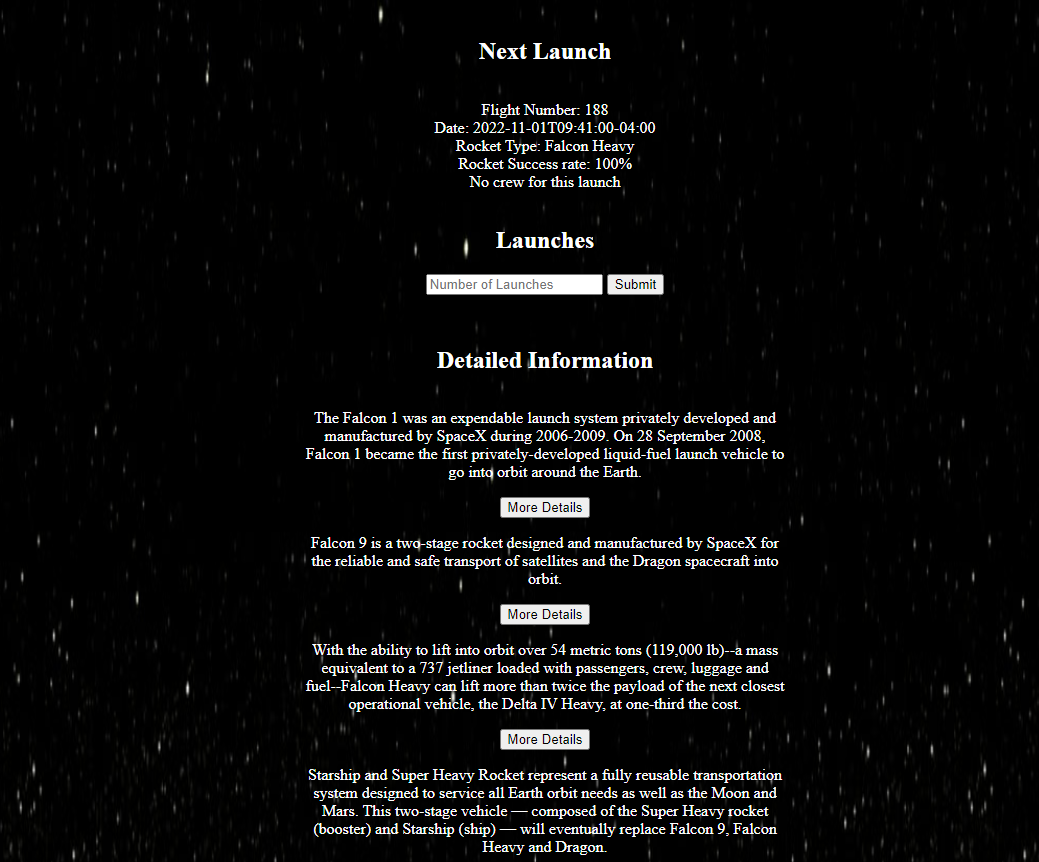 Next Launch
Flight Number: 188
Date: 2022-11-01T09:41:00-04:00
Rocket Type: Falcon Heavy
Rocket Success rate: 100%
No crew for this launch
Launches
Number of Launches Submit
Detailed Information
The Falcon 1 was an expendable launch system privately developed and
manufactured by SpaceX during 2006-2009. On 28 September 2008,
Falcon 1 became the first privately-developed liquid-fuel launch vehicle to
go into orbit around the Earth.
More Details
Falcon 9 is a two-stage rocket designed and manufactured by SpaceX for
the reliable and safe transport of satellites and the Dragon spacecraft into
orbit.
More Details
With the ability to lift into orbit over 54 metric tons (119,000 lb)--a mass
equivalent to a 737 jetliner loaded with passengers, crew, luggage and
fuel--Falcon Heavy can lift more than twice the payload of the next closest
operational vehicle, the Delta IV Heavy, at one-third the cost.
More Details
Starship and Super Heavy Rocket represent a fully reusable transportation
system designed to service all Earth orbit needs as well as the Moon and
Mars. This two-stage vehicle — composed of the Super Heavy rocket
(booster) and Starship (ship) — will eventually replace Falcon 9, Falcon
Heavy and Dragon.